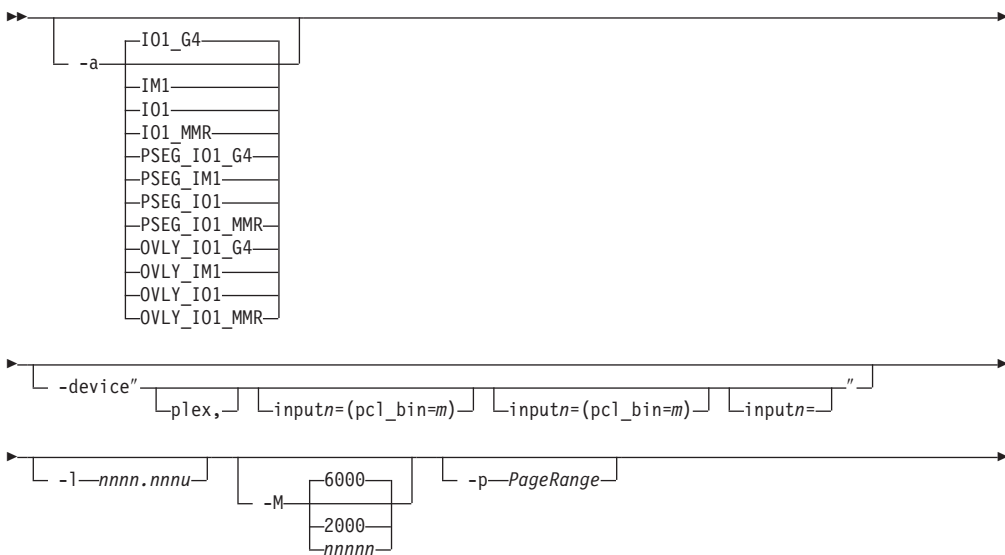 IO1_G4
-a
IM1
IO1
IO1_MMR
PSEG_IO1_G4
PSEG_IM1
PSEG_IO1
PSEG_IO1_MMR
OVLY_IO1_G4
OVLY_IM1
OVLY_IO1
OVLY_IO1_MMR
-device" "
plex, inputn=(pcl_bin=m) inputn=(pcl_bin=m) inputn=
-l nnnn.nnnu 6000 -p PageRange
-M
2000
nnnnn